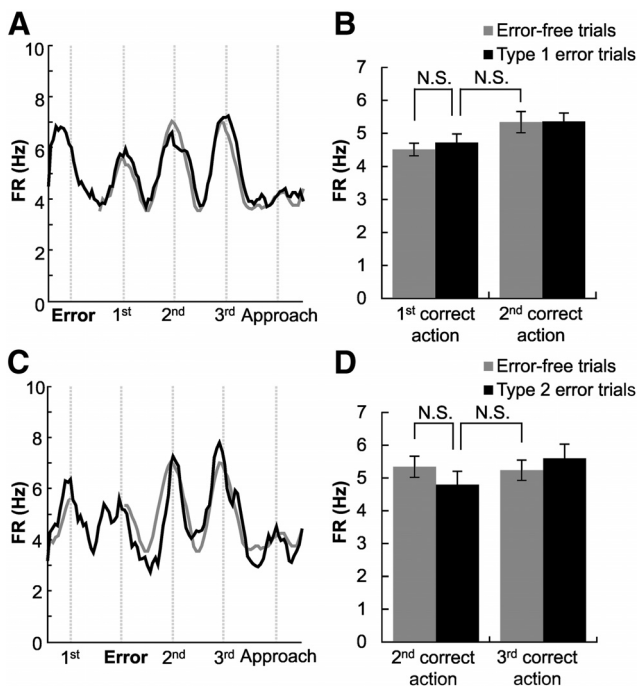 A
FR (Hz)
10
8
6
4
2
0
Error 1st 2nd 3rd Approach
B
Error-free trials
Type 1 error trials
FR (Hz)
7
6
5
4
3
2
1
0
N.S. N.S.
1st correct action
2nd correct action
C
FR (Hz)
10
8
6
4
2
0
1st Error 2nd 3rd Approach
D
Error-free trials
Type 2 error trials
FR (Hz)
7
6
5
4
3
2
1
0
N.S. N.S.
2nd correct action
3rd correct action